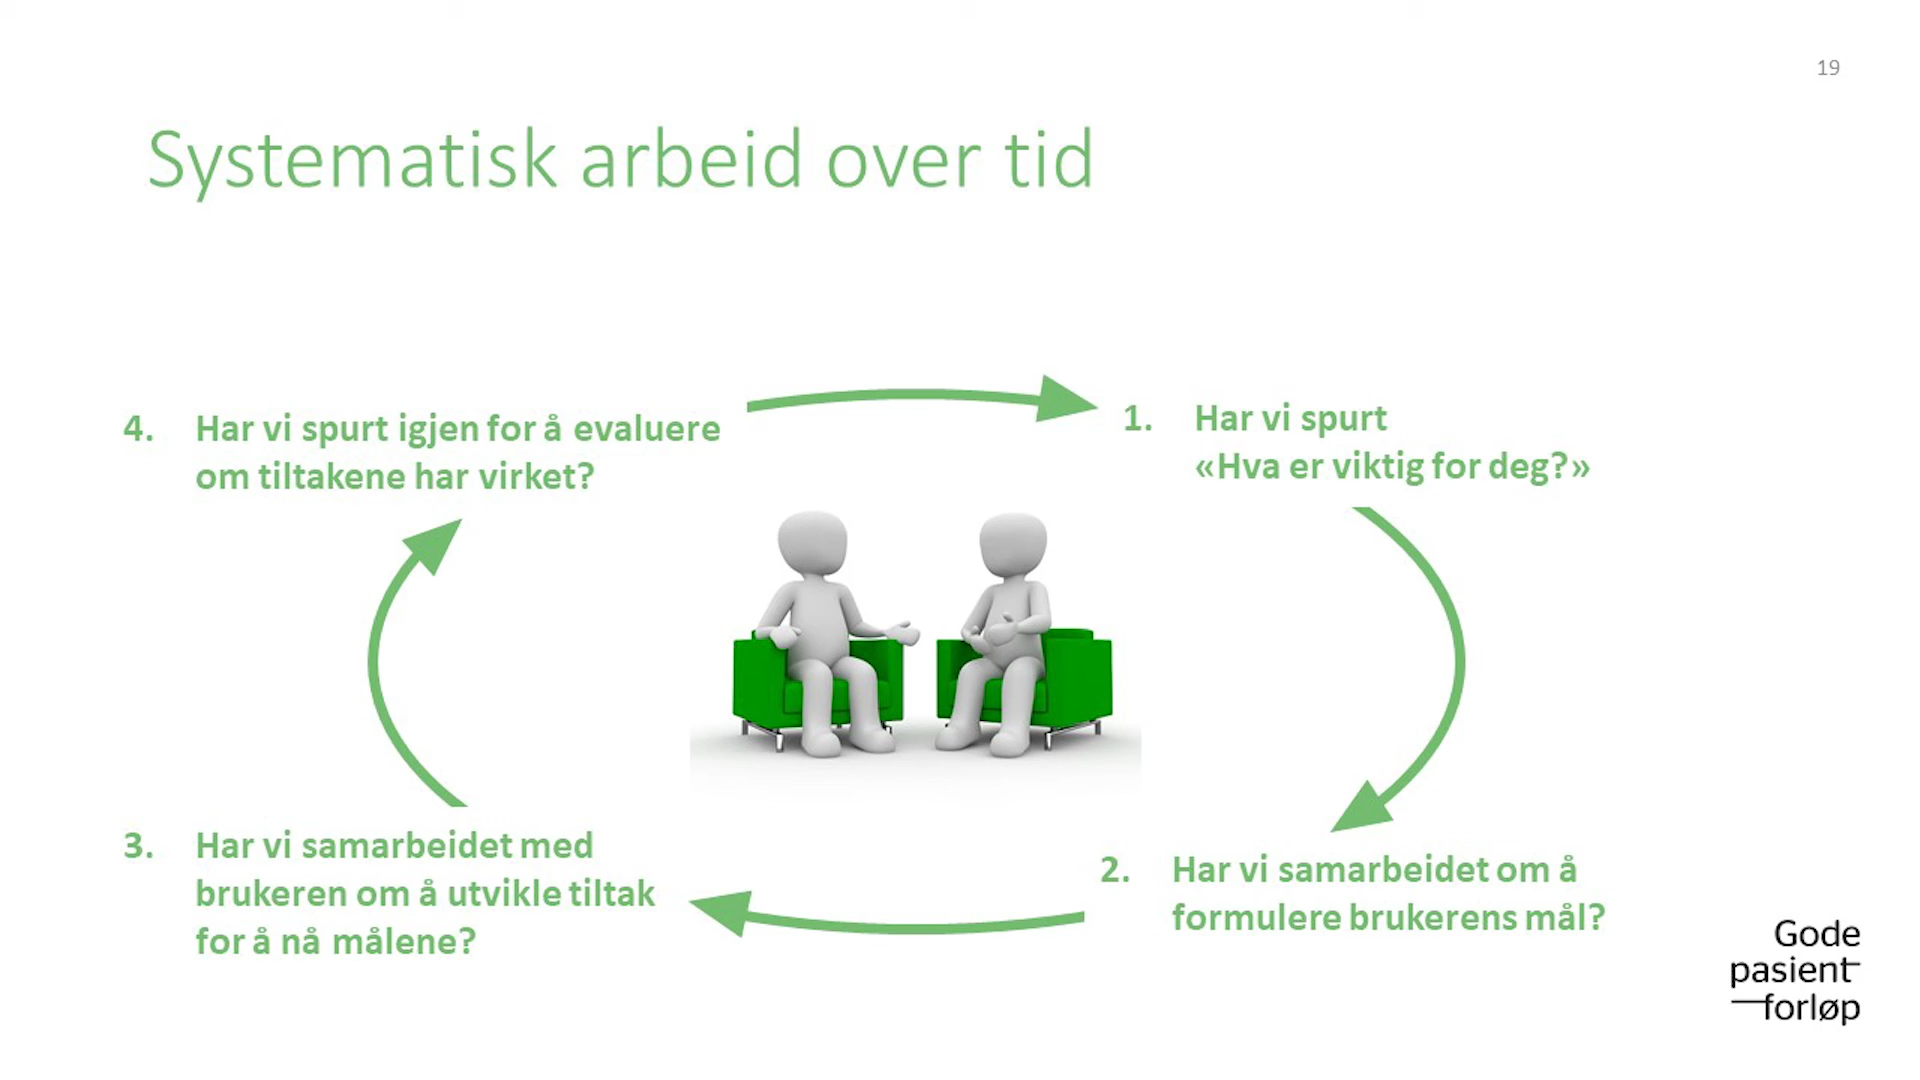 19
Systematisk arbeid over tid
4. Har vi spurt igjen for å evaluere
om tiltakene har virket?
1. Har vi spurt
«Hva er viktig for deg?»
3. Har vi samarbeidet med
brukeren om å utvikle tiltak
for å nå målene?
2. Har vi samarbeidet om å
formulere brukerens mål?
Gode
pasient
forløp